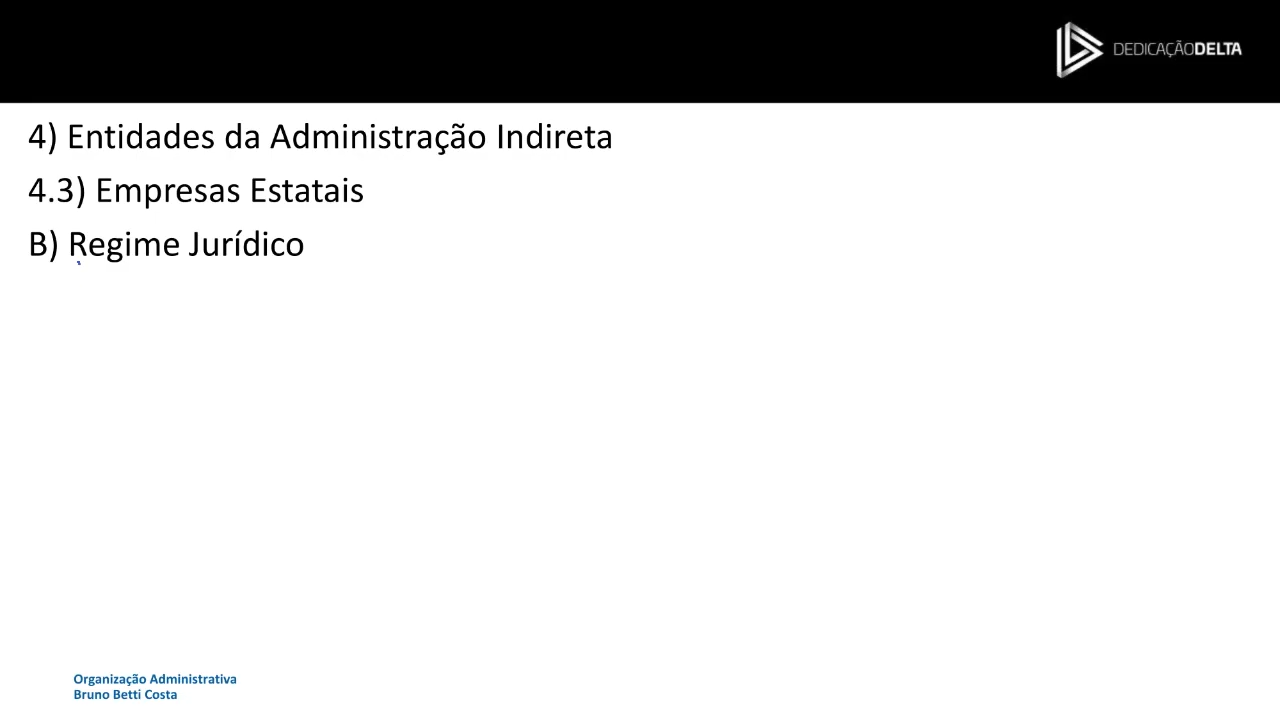 DEDICAÇÃODELTA
4) Entidades da Administração Indireta
4.3) Empresas Estatais
B) Regime Jurídico
Organização Administrativa
Bruno Betti Costa